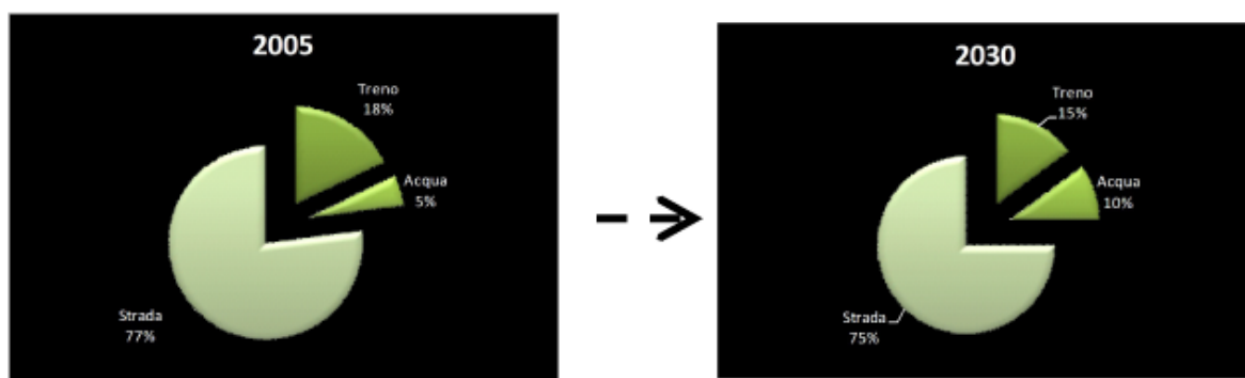 2005
Treno
18%
Acqua
5%
Strada
77%
2030
Treno
15%
Acqua
10%
Strada
75%